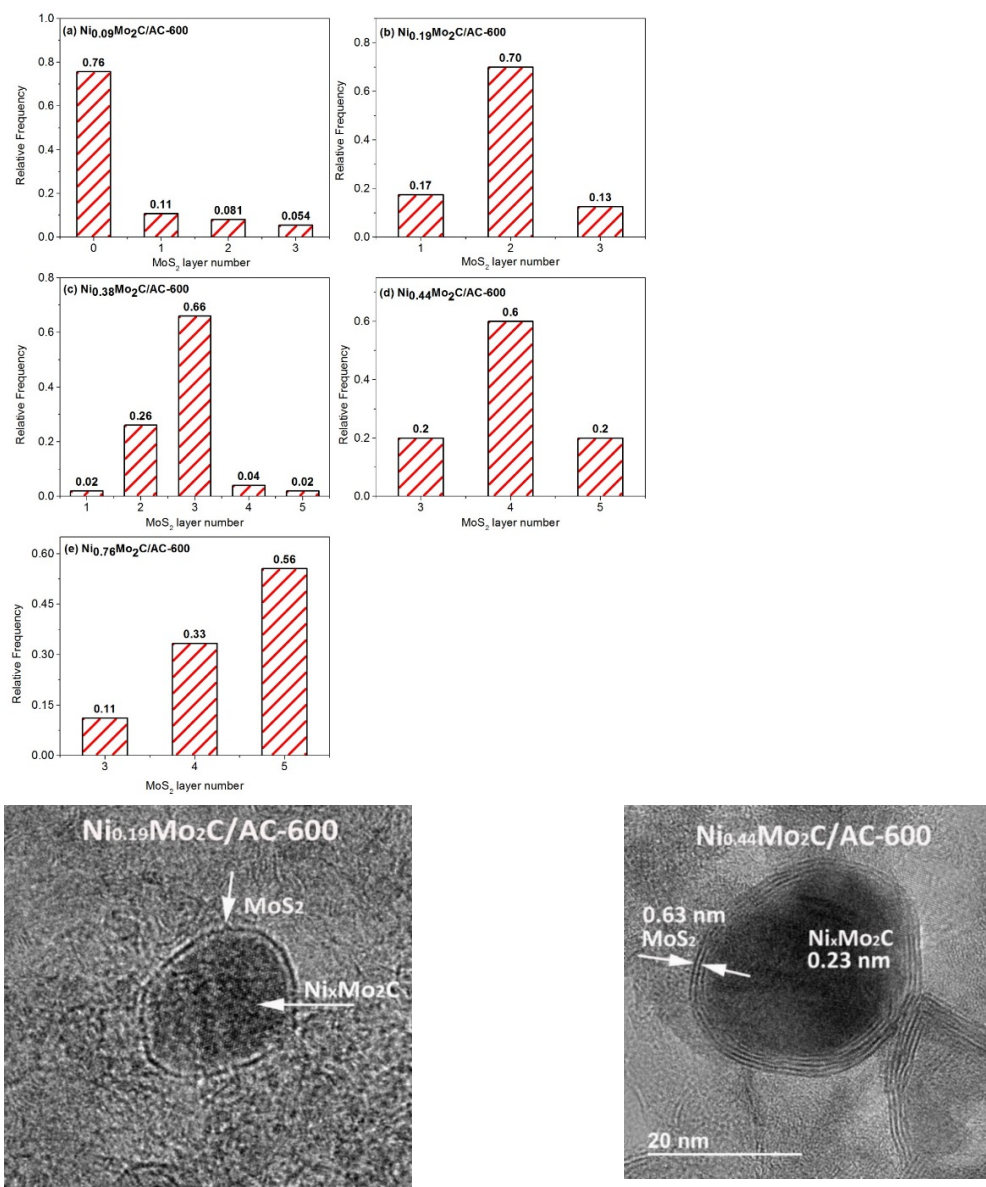 (a) Ni0.09Mo2C/AC-600
Relative Frequency
1.0
0.8
0.6
0.4
0.2
0.0
0.76
0.11
0.081
0.054
0
1
2
3
MoS2 layer number
(b) Ni0.19Mo2C/AC-600
Relative Frequency
0.8
0.6
0.4
0.2
0.0
0.17
0.70
0.13
1
2
3
MoS2 layer number
(c) Ni0.38Mo2C/AC-600
Relative Frequency
0.8
0.6
0.4
0.2
0.0
0.02
0.26
0.66
0.04
0.02
1
2
3
4
5
MoS2 layer number
(d) Ni0.44Mo2C/AC-600
Relative Frequency
0.6
0.4
0.2
0.0
0.2
0.6
0.2
3
4
5
MoS2 layer number
(e) Ni0.76Mo2C/AC-600
Relative Frequency
0.60
0.45
0.30
0.15
0.00
0.11
0.33
0.56
3
4
5
MoS2 layer number
Ni0.19Mo2C/AC-600
MoS2
NixMo2C
Ni0.44Mo2C/AC-600
0.63 nm
MoS2
NixMo2C
0.23 nm
20 nm